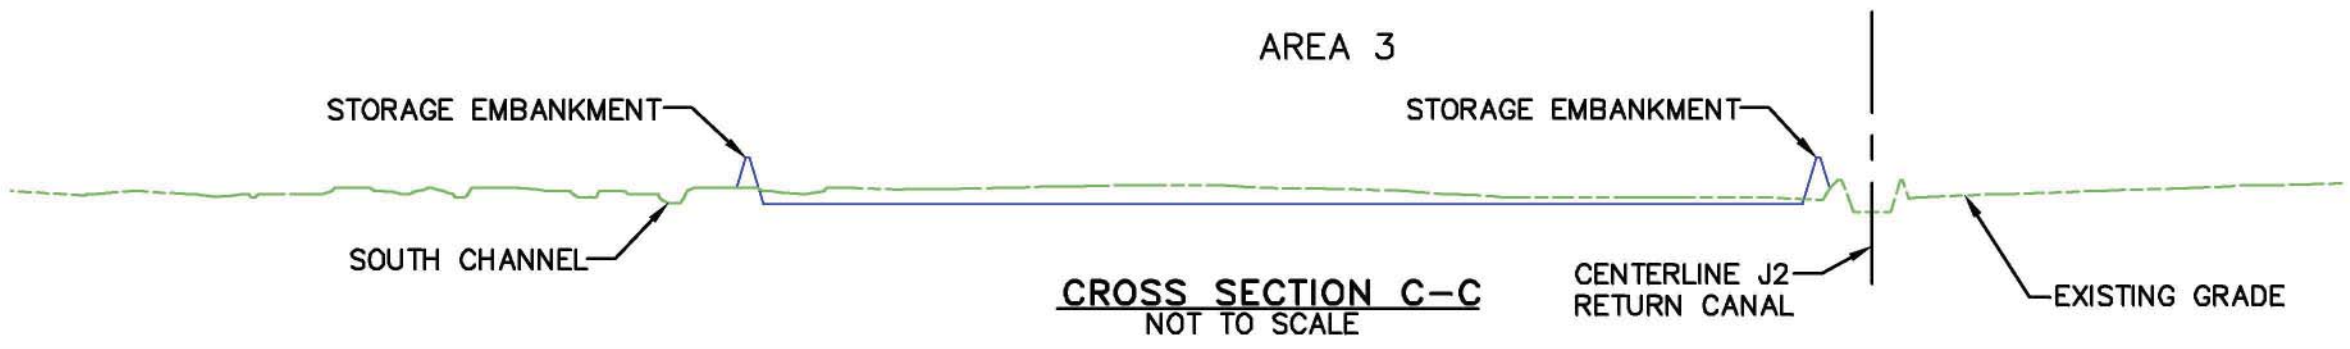 AREA 3
STORAGE EMBANKMENT
STORAGE EMBANKMENT
SOUTH CHANNEL
CENTERLINE J2
RETURN CANAL
EXISTING GRADE
CROSS SECTION C-C
NOT TO SCALE